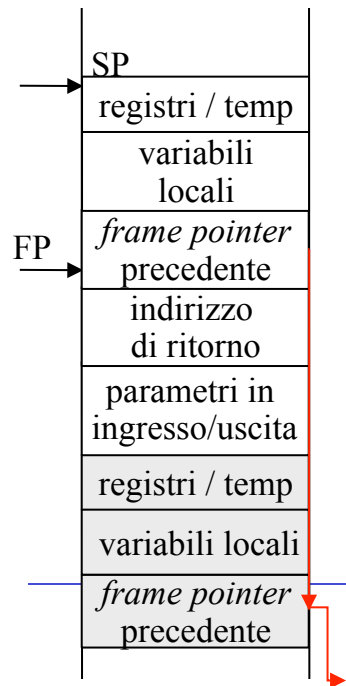 SP
registri / temp
variabili
locali
FP
frame pointer
precedente
indirizzo
di ritorno
parametri in
ingresso/uscita
registri / temp
variabili locali
frame pointer
precedente